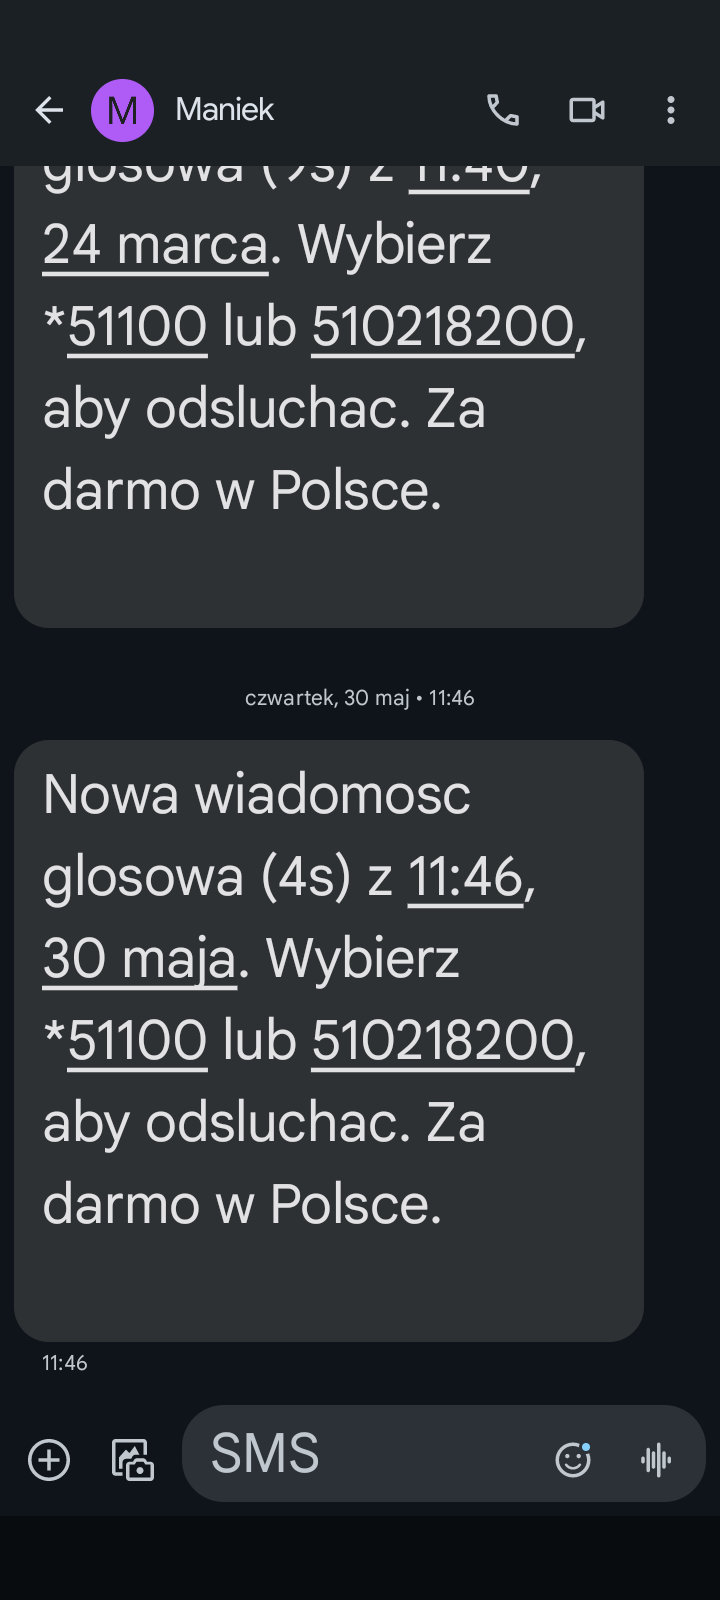 M Maniek
glosowa (9s) z 11:40,
24 marca. Wybierz
*51100 lub 510218200,
aby odsluchac. Za
darmo w Polsce.
czwartek, 30 maj • 11:46
Nowa wiadomosc
glosowa (4s) z 11:46,
30 maja. Wybierz
*51100 lub 510218200,
aby odsluchac. Za
darmo w Polsce.
11:46
SMS